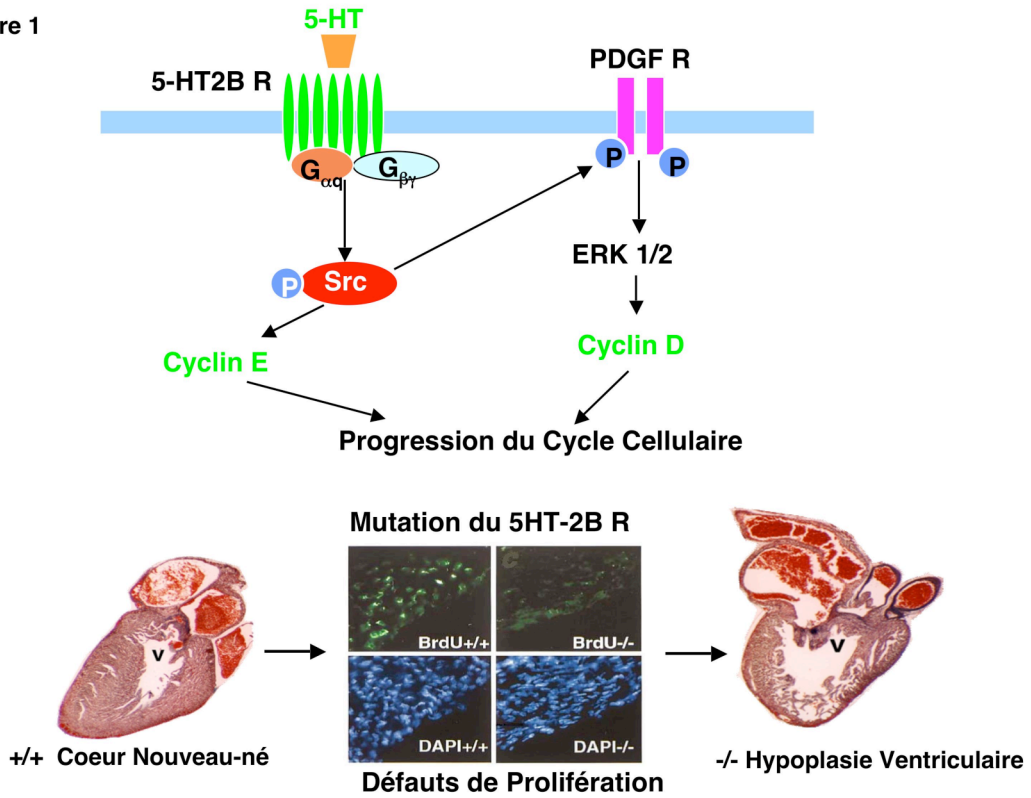 re 1
5-HT
5-HT2B R
PDGF R
Gαq
Gβγ
P
P
ERK 1/2
P
Src
Cyclin E
Cyclin D
Progression du Cycle Cellulaire
Mutation du 5HT-2B R
BrdU+/+
BrdU-/-
v
v
DAPI+/+
DAPI-/-
+/+ Coeur Nouveau-né
-/- Hypoplasie Ventriculaire
Défauts de Prolifération